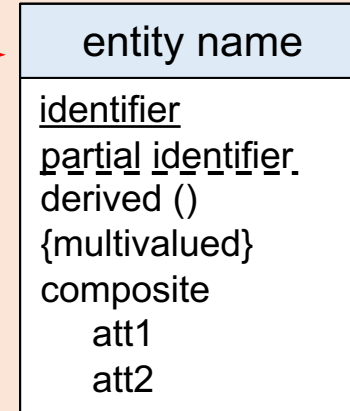 entity name
identifier
partial identifier
derived ()
{multivalued}
composite
att1
att2